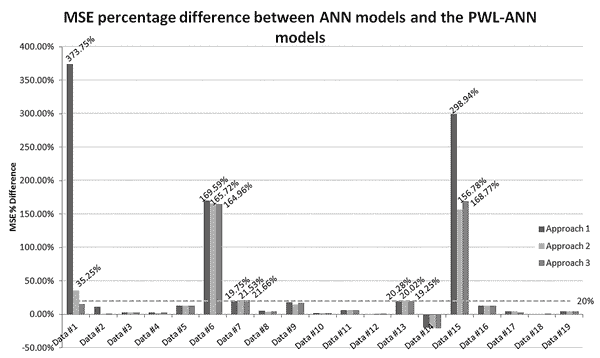 MSE percentage difference between ANN models and the PWL-ANN
models
400.00%
350.00%
300.00%
250.00%
200.00%
150.00%
100.00%
50.00%
0.00%
-50.00%
MSE % Difference
373.75%
35.25%
169.59%
165.72%
164.96%
19.75%
21.53%
21.66%
20.28%
20.02%
19.25%
298.94%
156.78%
168.77%
20%
Approach 1
Approach 2
Approach 3
Data #1
Data #2
Data #3
Data #4
Data #5
Data #6
Data #7
Data #8
Data #9
Data #10
Data #11
Data #12
Data #13
Data #14
Data #15
Data #16
Data #17
Data #18
Data #19